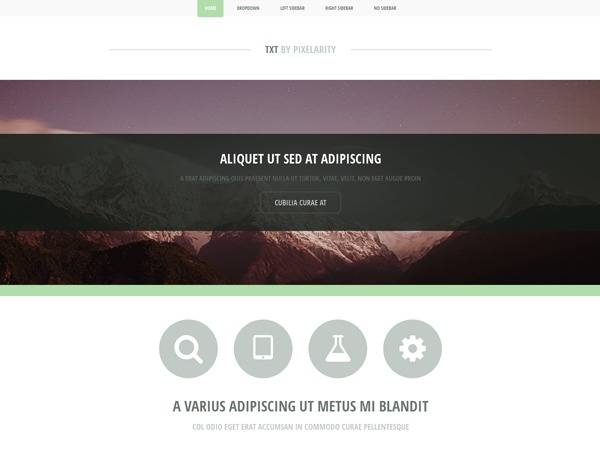 HOME DROPDOWN LEFT SIDEBAR RIGHT SIDEBAR NO SIDEBAR
TXT BY PIXELARITY
ALIQUET UT SED AT ADIPISCING
A ERAT ADIPISCING QUIS PRAESENT NULLA UT TORTOR, VITAE, VELIT. NON EGET AUGUE PROIN
CUBILIA CURAE AT
A VARIUS ADIPISCING UT METUS MI BLANDIT
COL ODIO EGET ERAT ACCUMSAN IN COMMODO CURAE PELLENTESQUE